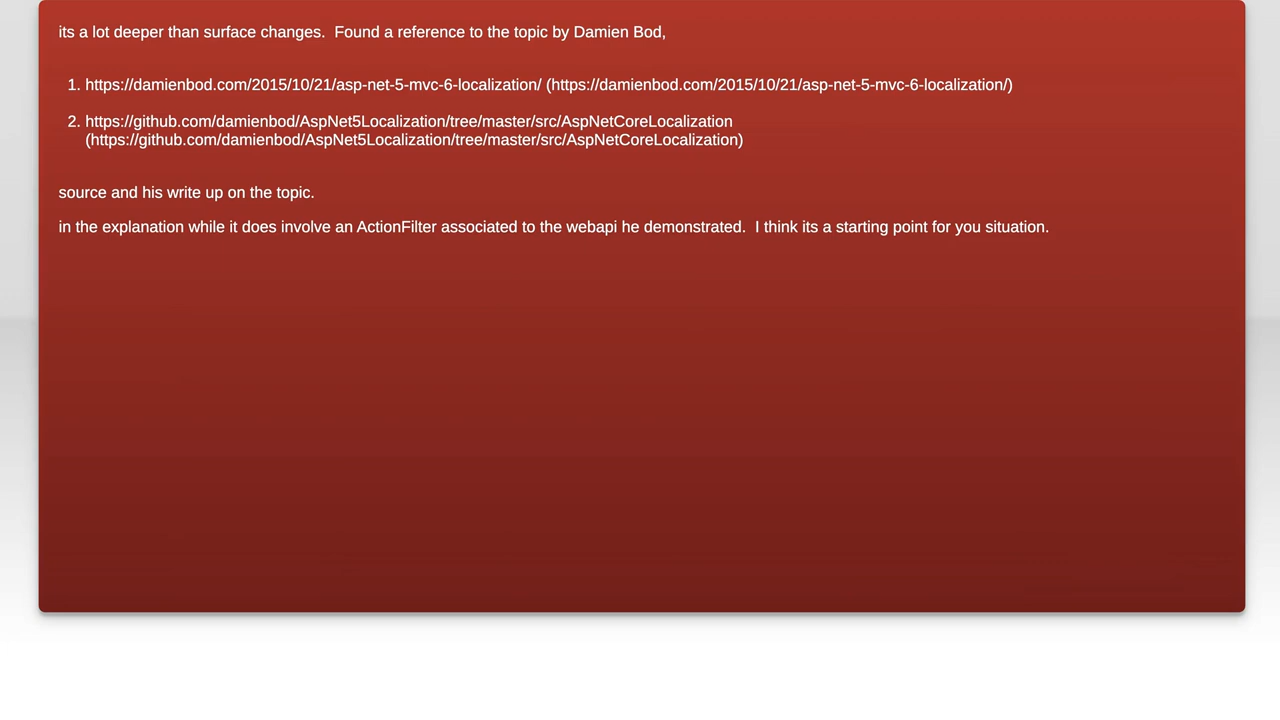 its a lot deeper than surface changes.  Found a reference to the topic by Damien Bod,
1. https://damienbod.com/2015/10/21/asp-net-5-mvc-6-localization/ (https://damienbod.com/2015/10/21/asp-net-5-mvc-6-localization/)
2. https://github.com/damienbod/AspNet5Localization/tree/master/src/AspNetCoreLocalization
(https://github.com/damienbod/AspNet5Localization/tree/master/src/AspNetCoreLocalization)
source and his write up on the topic.
in the explanation while it does involve an ActionFilter associated to the webapi he demonstrated.  I think its a starting point for you situation.